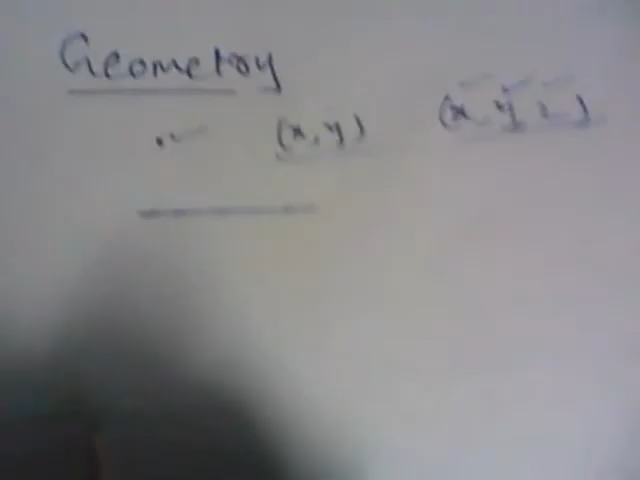 Geometry
. (x, y) (x, y, z)